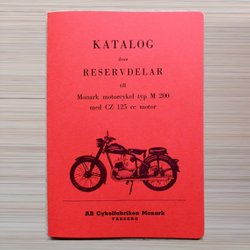 KATALOG
över
RESERVDELAR
till
Monark motorcykel typ M 200
med CZ 125 cc motor
AB Cykelfabriken Monark
VARBERG